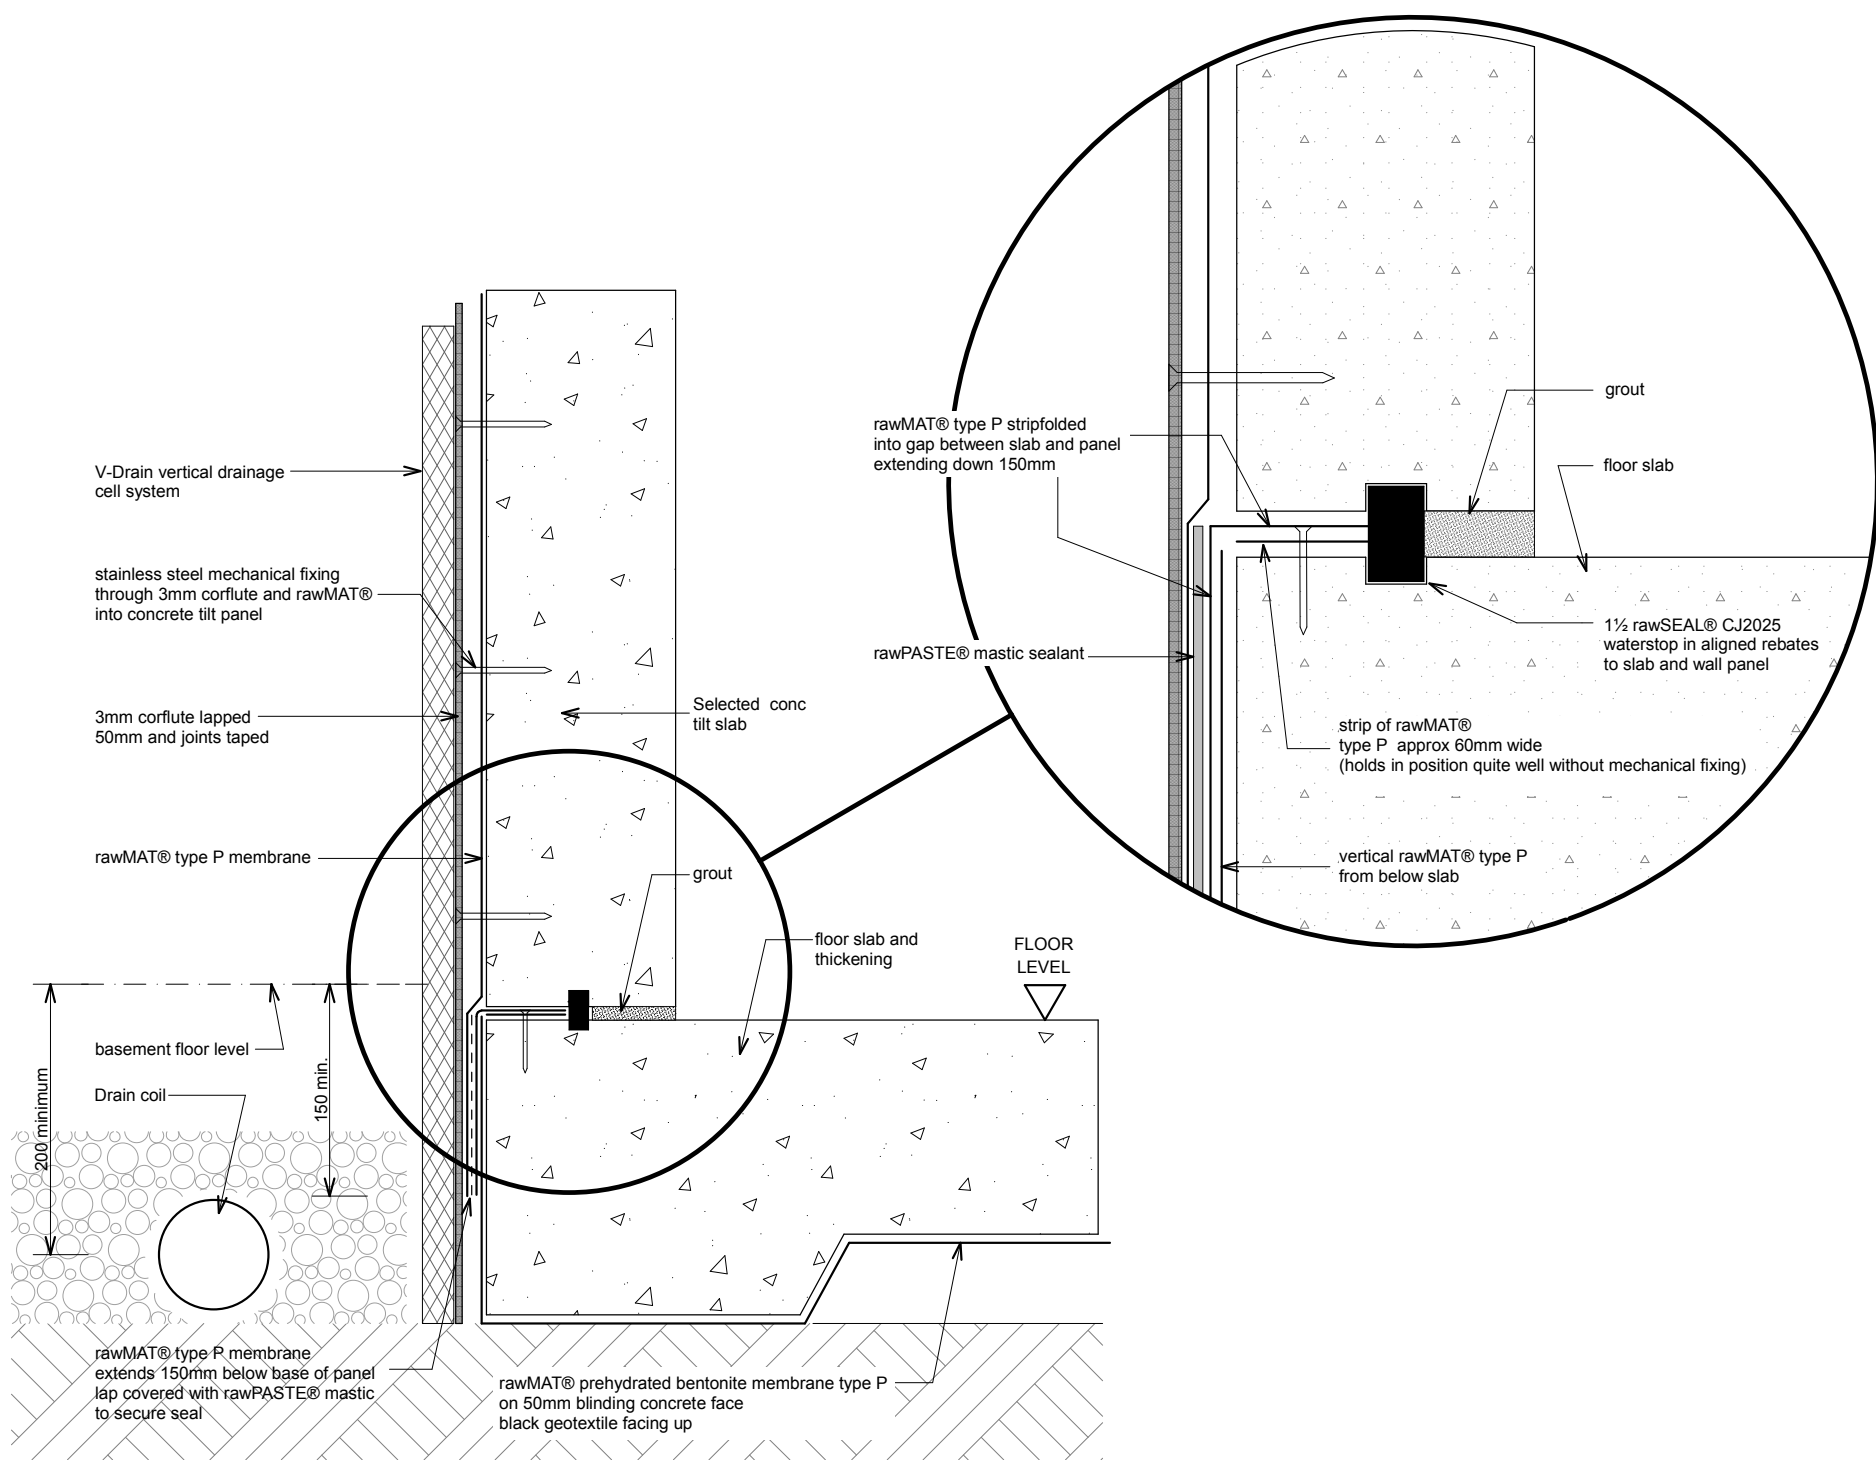 V-Drain vertical drainage
cell system
stainless steel mechanical fixing
through 3mm corflute and rawMAT®
into concrete tilt panel
3mm corflute lapped
50mm and joints taped
rawMAT® type P membrane
basement floor level
Drain coil
200 minimum
150 min.
rawMAT® type P membrane
extends 150mm below base of panel
lap covered with rawPASTE® mastic
to secure seal
rawMAT® prehydrated bentonite membrane type P
on 50mm blinding concrete face
black geotextile facing up
Selected conc
tilt slab
grout
floor slab and
thickening
FLOOR
LEVEL
rawMAT® type P stripfolded
into gap between slab and panel
extending down 150mm
rawPASTE® mastic sealant
grout
floor slab
1½ rawSEAL® CJ2025
waterstop in aligned rebates
to slab and wall panel
strip of rawMAT®
type P approx 60mm wide
(holds in position quite well without mechanical fixing)
vertical rawMAT® type P
from below slab